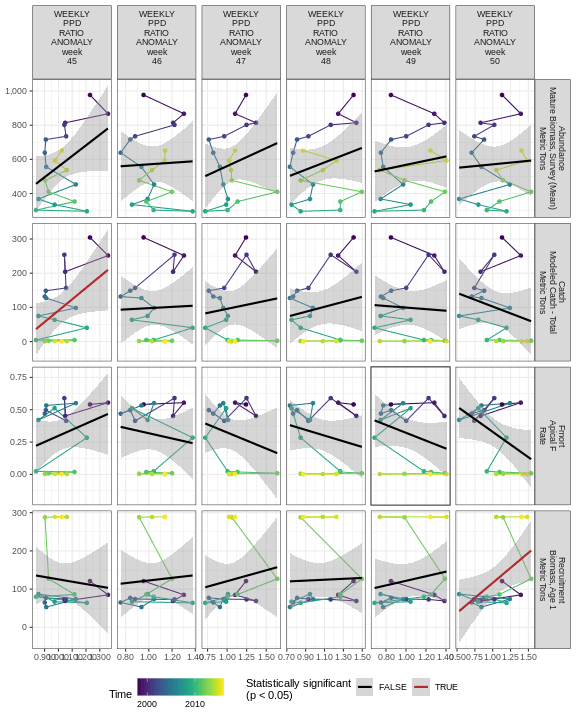 WEEKLY
PPD
RATIO
ANOMALY
week
45
WEEKLY
PPD
RATIO
ANOMALY
week
46
WEEKLY
PPD
RATIO
ANOMALY
week
47
WEEKLY
PPD
RATIO
ANOMALY
week
48
WEEKLY
PPD
RATIO
ANOMALY
week
49
WEEKLY
PPD
RATIO
ANOMALY
week
50
1,000
800
600
400
Abundance
Mature Biomass, Survey (Mean)
Metric Tons
300
200
100
0
Catch
Modeled Catch - Total
Metric Tons
0.75
0.50
0.25
0.00
Fmort
Apical F
Rate
300
200
100
0
Recruitment
Biomass, Age 1
Metric Tons
0.80 1.00 1.20
1.00 1.25 1.50
0.70 0.90 1.10 1.30 1.50
0.80 1.00 1.20 1.40
0.75 1.00 1.25 1.50
Time
2000 2010
Statistically significant
(p < 0.05)
FALSE
TRUE